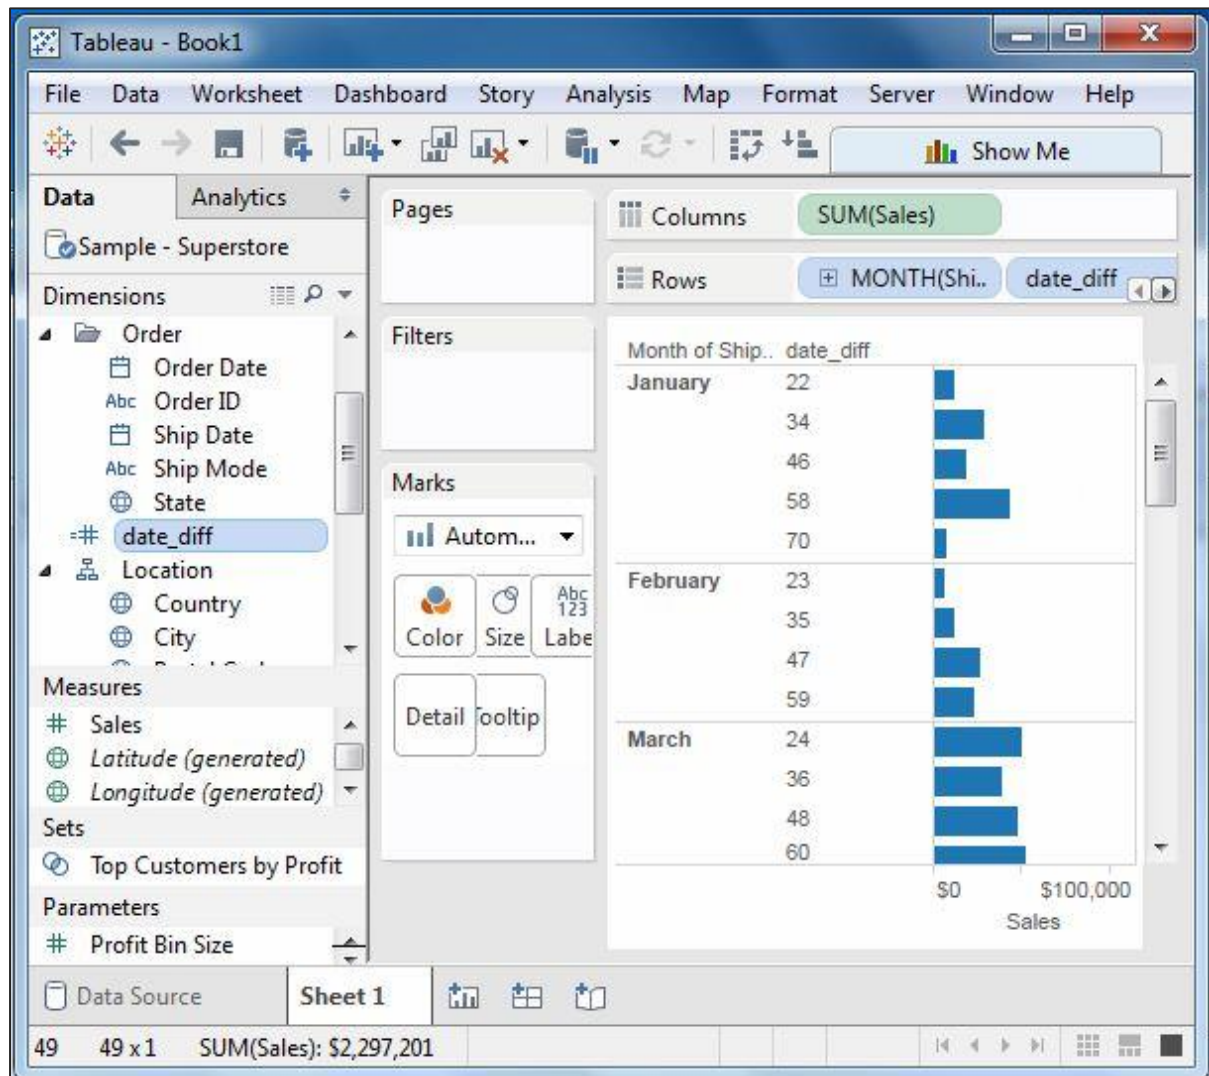 Tableau - Book1
File Data Worksheet Dashboard Story Analysis Map Format Server Window Help
Show Me
Data Analytics
Sample - Superstore
Dimensions
Order
Order Date
Abc Order ID
Ship Date
Abc Ship Mode
State
=# date_diff
Location
Country
City
Measures
# Sales
Latitude (generated)
Longitude (generated)
Sets
Top Customers by Profit
Parameters
# Profit Bin Size
Pages
Filters
Marks
Autom...
Abc
123
Color Size Labe
Detail Tooltip
Columns SUM(Sales)
Rows MONTH(Shi.. date_diff
Month of Ship.. date_diff
January 22
34
46
58
70
February 23
35
47
59
March 24
36
48
60
$0 $100,000
Sales
Data Source Sheet 1
49 49 x 1 SUM(Sales): $2,297,201